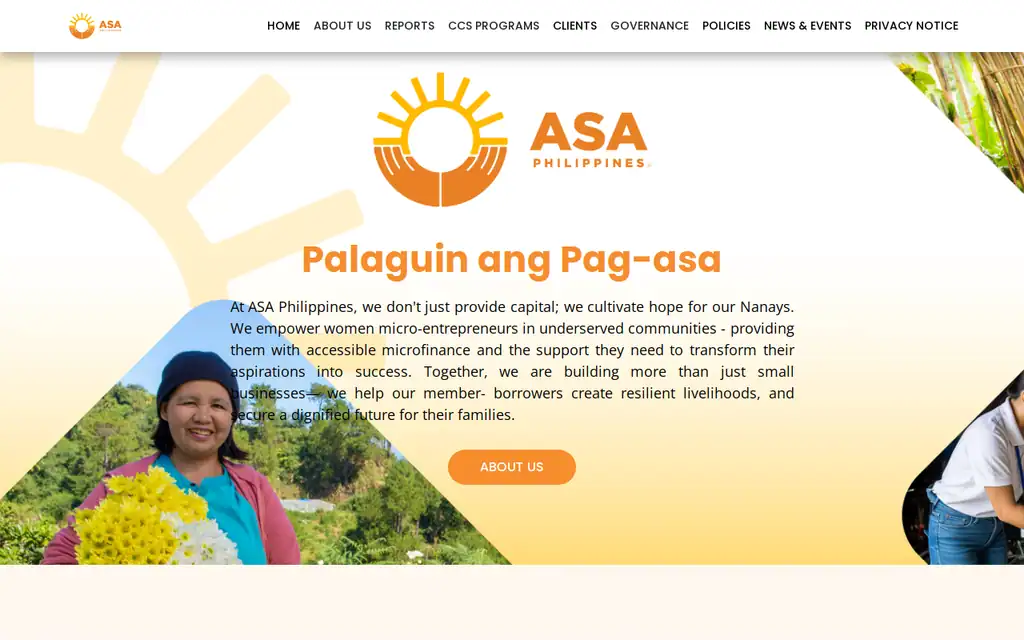 ASA
HOME ABOUT US REPORTS CCS PROGRAMS CLIENTS GOVERNANCE POLICIES NEWS & EVENTS PRIVACY NOTICE
ASA
PHILIPPINES
Palaguin ang Pag-asa
At ASA Philippines, we don't just provide capital; we cultivate hope for our Nanays.
We empower women micro-entrepreneurs in underserved communities - providing
them with accessible microfinance and the support they need to transform their
aspirations into success. Together, we are building more than just small
businesses— we help our member- borrowers create resilient livelihoods, and
secure a dignified future for their families.
ABOUT US